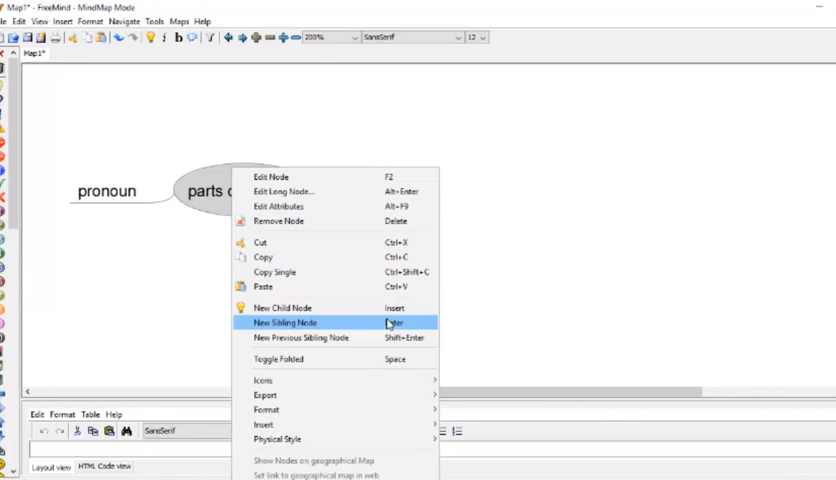 Map1* - FreeMind - MindMap Mode
Edit View Insert Format Navigate Tools Maps Help
200% SansSerif 12
Map1*
pronoun
parts
Edit Node F2
Edit Long Node... Alt+Enter
Edit Attributes Alt+F9
Remove Node Delete
Cut Ctrl+X
Copy Ctrl+C
Copy Single Ctrl+Shift+C
Paste Ctrl+V
New Child Node Insert
New Sibling Node
New Previous Sibling Node Shift+Enter
Toggle Folded Space
Icons
Export
Format
Insert
Physical Style
Show Nodes on geographical Map
Set link to geographical map in web
Edit Format Table Help
SansSerif
Layout view HTML Code view